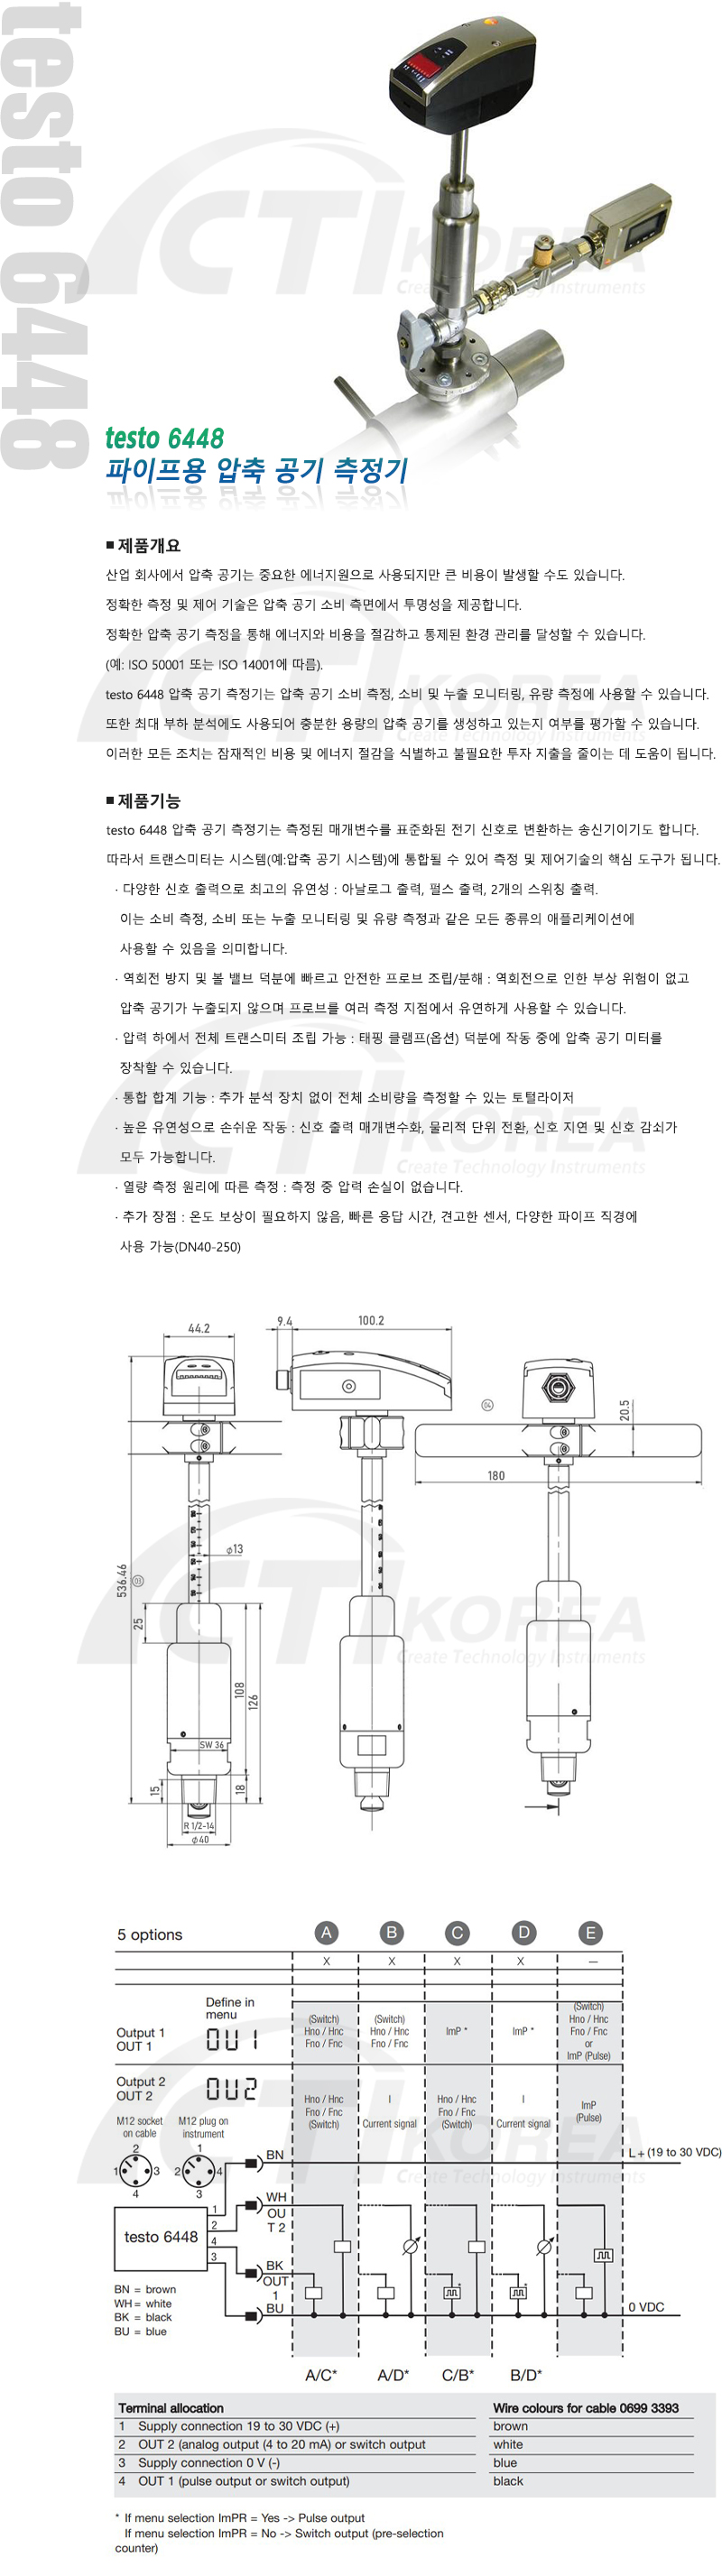 testo 6448
CTI KOREA
Create Technology Instruments
testo 6448
파이프용 압축 공기 측정기
■ 제품개요
산업 회사에서 압축 공기는 중요한 에너지원으로 사용되지만 큰 비용이 발생할 수도 있습니다.
정확한 측정 및 제어 기술은 압축 공기 소비 측면에서 투명성을 제공합니다.
정확한 압축 공기 측정을 통해 에너지와 비용을 절감하고 통제된 환경 관리를 달성할 수 있습니다.
(예: ISO 50001 또는 ISO 14001에 따름).
testo 6448 압축 공기 측정기는 압축 공기 소비 측정, 소비 및 누출 모니터링, 유량 측정에 사용할 수 있습니다.
또한 최대 부하 분석에도 사용되어 충분한 용량의 압축 공기를 생성하고 있는지 여부를 평가할 수 있습니다.
이러한 모든 조치는 잠재적인 비용 및 에너지 절감을 식별하고 불필요한 투자 지출을 줄이는 데 도움이 됩니다.
CTI KOREA
Create Technology Instruments
■ 제품기능
testo 6448 압축 공기 측정기는 측정된 매개변수를 표준화된 전기 신호로 변환하는 송신기이기도 합니다.
따라서 트랜스미터는 시스템(예:압축 공기 시스템)에 통합될 수 있어 측정 및 제어기술의 핵심 도구가 됩니다.
· 다양한 신호 출력으로 최고의 유연성 : 아날로그 출력, 펄스 출력, 2개의 스위칭 출력.
이는 소비 측정, 소비 또는 누출 모니터링 및 유량 측정과 같은 모든 종류의 애플리케이션에
사용할 수 있음을 의미합니다.
· 역회전 방지 및 볼 밸브 덕분에 빠르고 안전한 프로브 조립/분해 : 역회전으로 인한 부상 위험이 없고
압축 공기가 누출되지 않으며 프로브를 여러 측정 지점에서 유연하게 사용할 수 있습니다.
· 압력 하에서 전체 트랜스미터 조립 가능 : 태핑 클램프(옵션) 덕분에 작동 중에 압축 공기 미터를
장착할 수 있습니다.
· 통합 합계 기능 : 추가 분석 장치 없이 전체 소비량을 측정할 수 있는 토털라이저
· 높은 유연성으로 손쉬운 작동 : 신호 출력 매개변수화, 물리적 단위 전환, 신호 지연 및 신호 감쇠가
모두 가능합니다.
· 열량 측정 원리에 따른 측정 : 측정 중 압력 손실이 없습니다.
· 추가 장점 : 온도 보상이 필요하지 않음, 빠른 응답 시간, 견고한 센서, 다양한 파이프 직경에
사용 가능(DN40-250)
CTI KOREA
Create Technology Instruments
44.2
9.4
100.2
04
20.5
180
536.46
03
φ13
25
108
126
SW 36
15
18
R 1/2-14
φ40
CTI KOREA
Create Technology Instruments
5 options
A B C D E
X X X X –
Define in
menu
Output 1
OUT 1
OU1
(Switch)
Hno / Hnc
Fno / Fnc
(Switch)
Hno / Hnc
Fno / Fnc
ImP *
ImP *
(Switch)
Hno / Hnc
Fno / Fnc
or
ImP (Pulse)
Output 2
OUT 2
OU2
Hno / Hnc
Fno / Fnc
(Switch)
I
Current signal
Hno / Hnc
Fno / Fnc
(Switch)
I
Current signal
ImP
(Pulse)
M12 socket
on cable
M12 plug on
instrument
2
1 3
4
1
2 4
3
BN
L+ (19 to 30 VDC)
WH
OU
T 2
BK
OUT
1
BU
0 VDC
testo 6448
1
2
4
3
BN = brown
WH = white
BK = black
BU = blue
A/C* A/D* C/B* B/D*
CTI KOREA
Create Technology Instruments
Terminal allocation Wire colours for cable 0699 3393
1 Supply connection 19 to 30 VDC (+) brown
2 OUT 2 (analog output (4 to 20 mA) or switch output white
3 Supply connection 0 V (-) blue
4 OUT 1 (pulse output or switch output) black
* If menu selection ImPR = Yes -> Pulse output
If menu selection ImPR = No -> Switch output (pre-selection
counter)